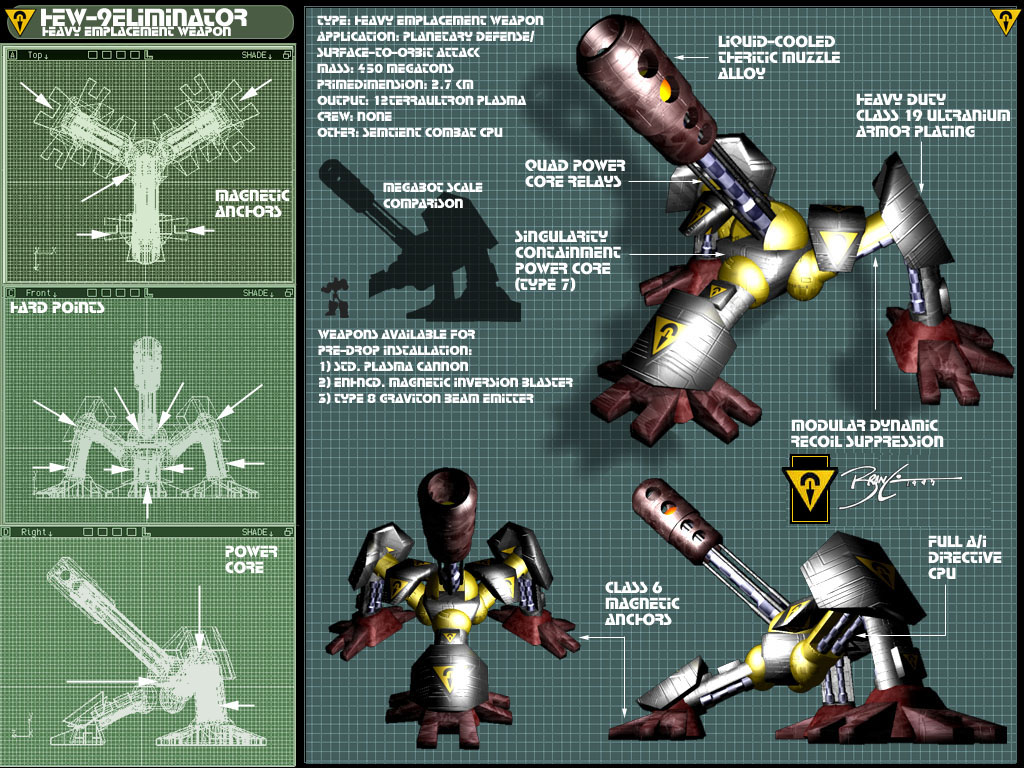 HEW-9ELIMINATOR
HEAVY EMPLACEMENT WEAPON
Top
SHADE
MAGNETIC
ANCHORS
Front
SHADE
HARD POINTS
Right
SHADE
POWER
CORE
TYPE: HEAVY EMPLACEMENT WEAPON
APPLICATION: PLANETARY DEFENSE/
SURFACE-TO-ORBIT ATTACK
MASS: 450 MEGATONS
PRIMEDIMENSION: 2.7 KM
OUTPUT: 12TERRAULTRON PLASMA
CREW: NONE
OTHER: SEMTIENT COMBAT CPU
MEGABOT SCALE
COMPARISON
WEAPONS AVAILABLE FOR
PRE-DROP INSTALLATION:
1) STD. PLASMA CANNON
2) ENHNCD. MAGNETIC INVERSION BLASTER
3) TYPE 8 GRAVITON BEAM EMITTER
LIQUID-COOLED
THERITIC MUZZLE
ALLOY
HEAVY DUTY
CLASS 19 ULTRANIUM
ARMOR PLATING
QUAD POWER
CORE RELAYS
SINGULARITY
CONTAINMENT
POWER CORE
(TYPE 7)
MODULAR DYNAMIC
RECOIL SUPPRESSION
1995
FULL A/I
DIRECTIVE
CPU
CLASS 6
MAGNETIC
ANCHORS